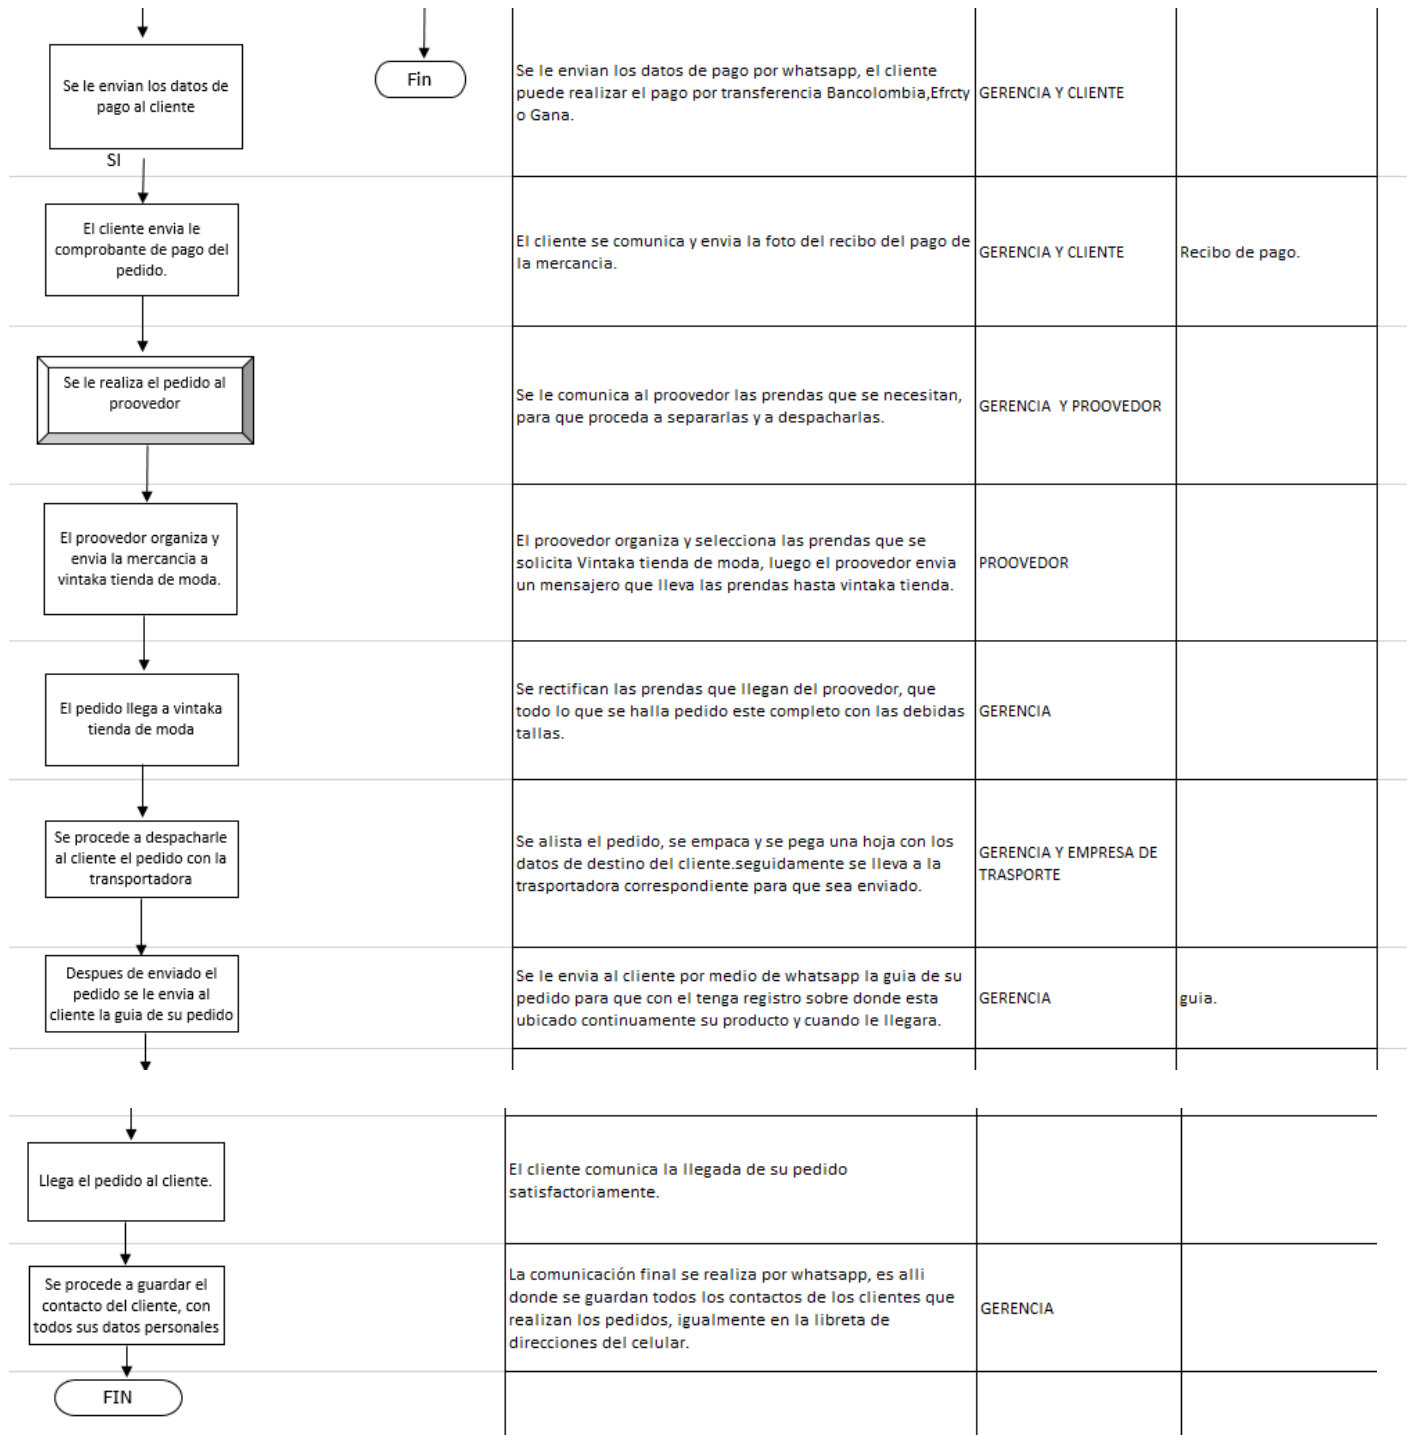 Se le envian los datos de
pago al cliente
SI
Fin
Se le envian los datos de pago por whatsapp, el cliente
puede realizar el pago por transferencia Bancolombia,Efrcty
o Gana.
GERENCIA Y CLIENTE
El cliente envia le
comprobante de pago del
pedido.
El cliente se comunica y envia la foto del recibo del pago de
la mercancia.
GERENCIA Y CLIENTE
Recibo de pago.
Se le realiza el pedido al
proovedor
Se le comunica al proovedor las prendas que se necesitan,
para que proceda a separarlas y a despacharlas.
GERENCIA Y PROOVEDOR
El proovedor organiza y
envia la mercancia a
vintaka tienda de moda.
El proovedor organiza y selecciona las prendas que se
solicita Vintaka tienda de moda, luego el proovedor envia
un mensajero que lleva las prendas hasta vintaka tienda.
PROOVEDOR
El pedido llega a vintaka
tienda de moda
Se rectifican las prendas que llegan del proovedor, que
todo lo que se halla pedido este completo con las debidas
tallas.
GERENCIA
Se procede a despacharle
al cliente el pedido con la
transportadora
Se alista el pedido, se empaca y se pega una hoja con los
datos de destino del cliente.seguidamente se lleva a la
trasportadora correspondiente para que sea enviado.
GERENCIA Y EMPRESA DE
TRASPORTE
Despues de enviado el
pedido se le envia al
cliente la guia de su pedido
Se le envia al cliente por medio de whatsapp la guia de su
pedido para que con el tenga registro sobre donde esta
ubicado continuamente su producto y cuando le llegara.
GERENCIA
guia.
Llega el pedido al cliente.
El cliente comunica la llegada de su pedido
satisfactoriamente.
Se procede a guardar el
contacto del cliente, con
todos sus datos personales
La comunicación final se realiza por whatsapp, es alli
donde se guardan todos los contactos de los clientes que
realizan los pedidos, igualmente en la libreta de
direcciones del celular.
GERENCIA
FIN